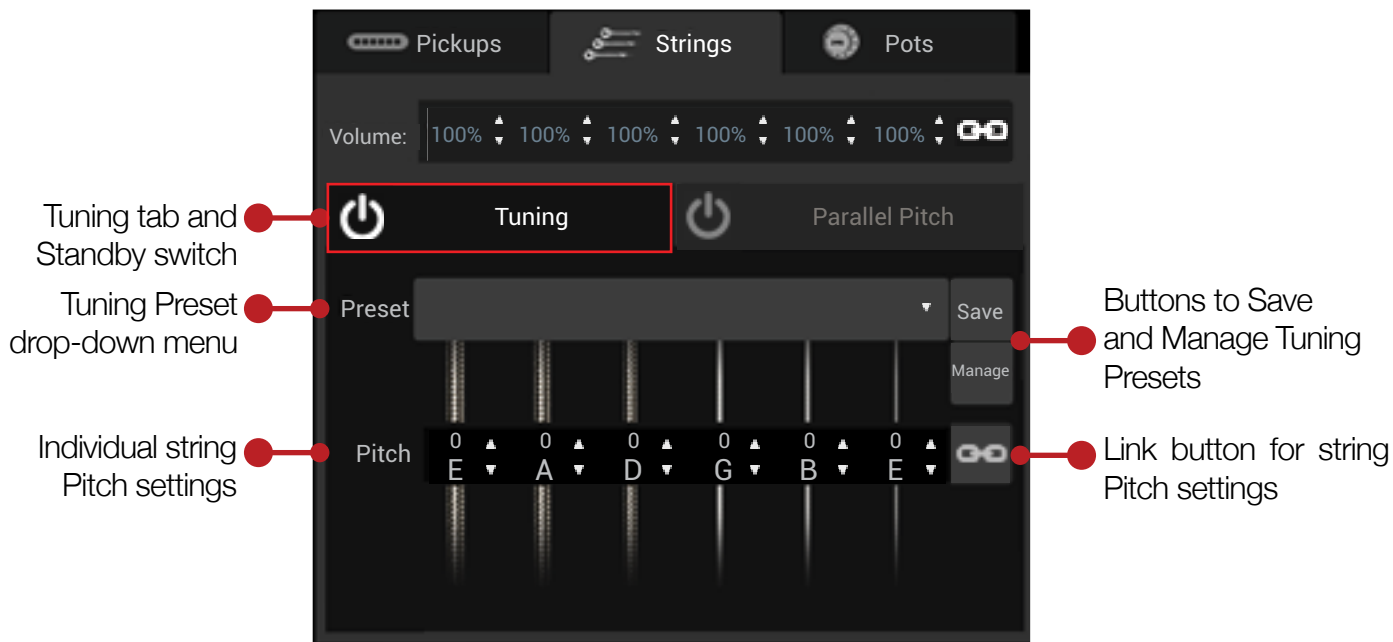 Pickups Strings Pots
Volume: 100% 100% 100% 100% 100% 100%
Tuning tab and
Standby switch
Tuning Parallel Pitch
Tuning Preset
drop-down menu
Preset Save
Manage
Buttons to Save
and Manage Tuning
Presets
Individual string
Pitch settings
Pitch 0 0 0 0 0 0
E A D G B E
Link button for string
Pitch settings